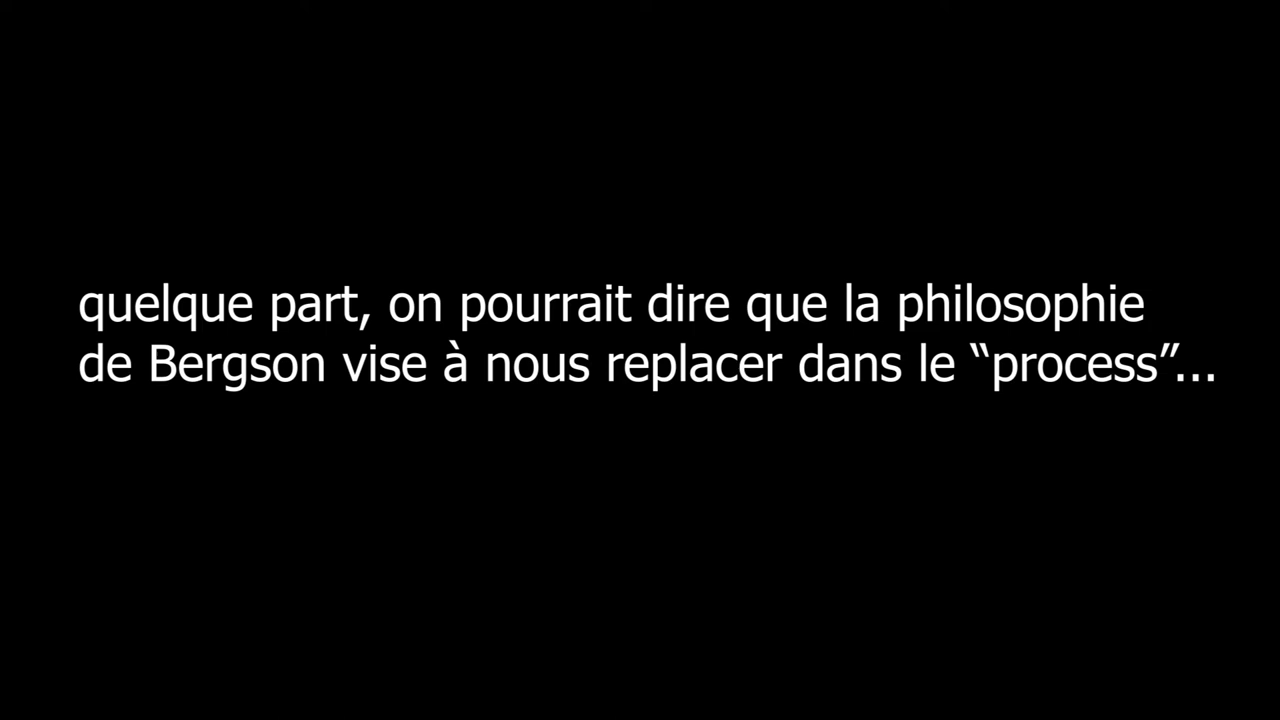 quelque part, on pourrait dire que la philosophie
de Bergson vise à nous replacer dans le “process”...